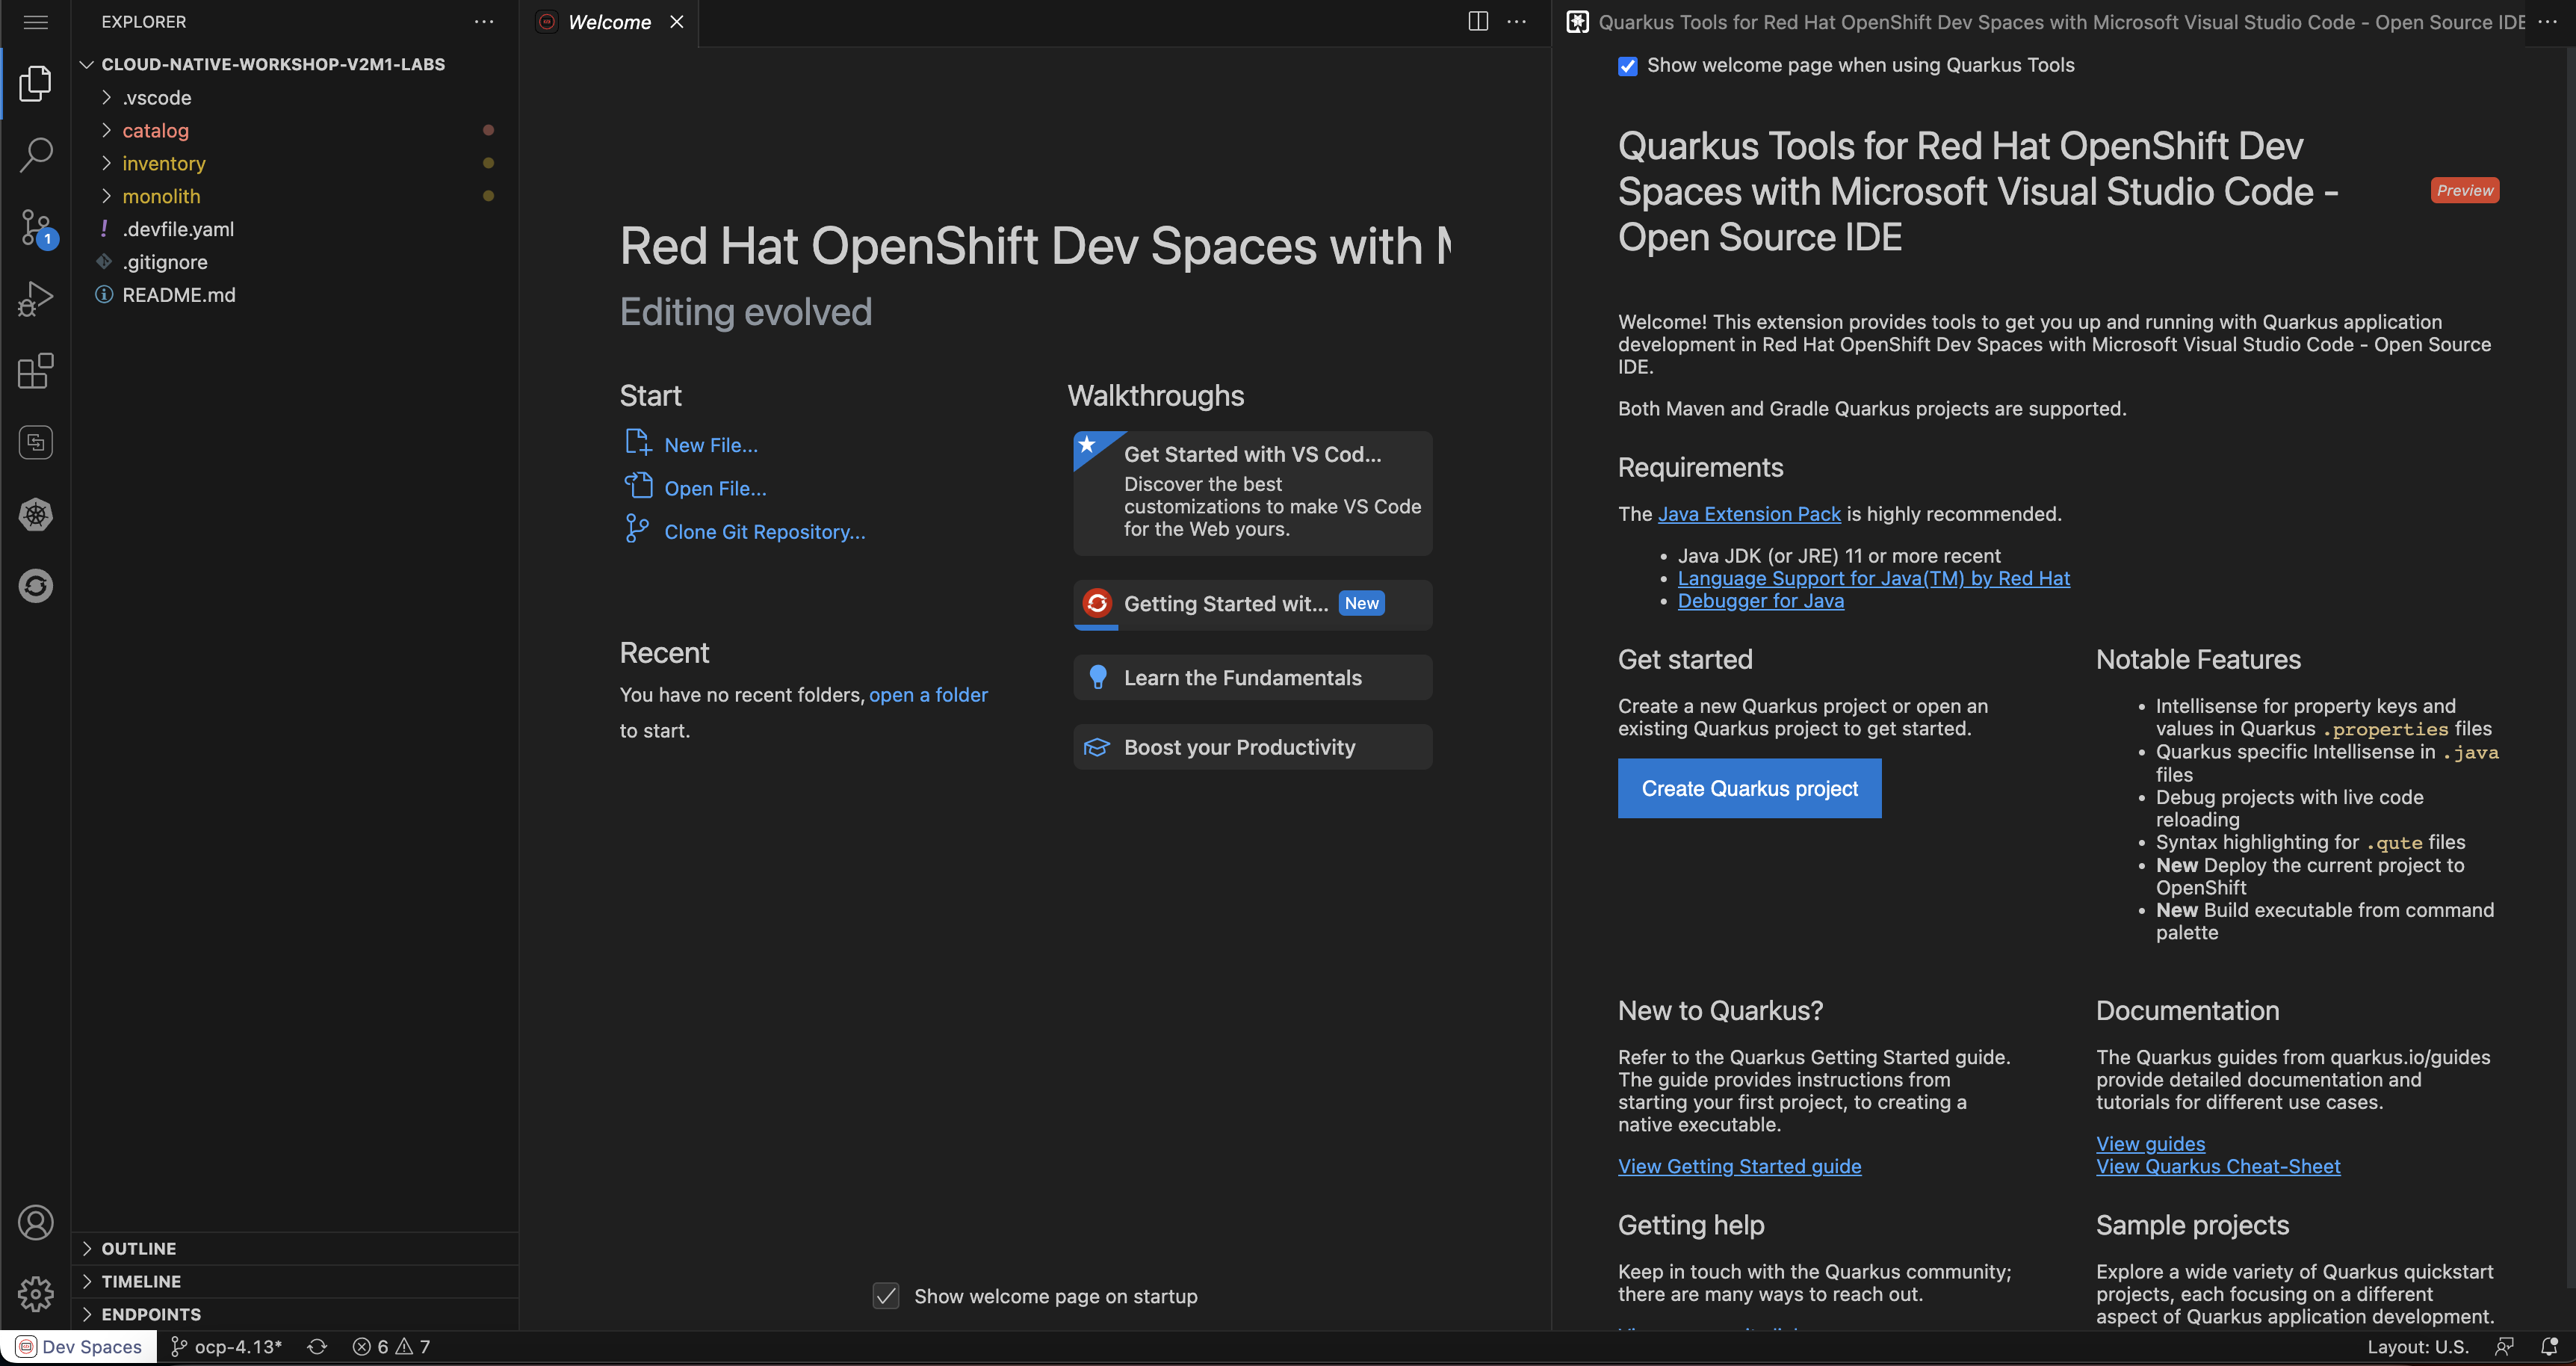 EXPLORER
CLOUD-NATIVE-WORKSHOP-V2M1-LABS
.vscode
catalog
inventory
monolith
! .devfile.yaml
.gitignore
README.md
1
OUTLINE
TIMELINE
ENDPOINTS
Welcome
Red Hat OpenShift Dev Spaces with
Editing evolved
Start
New File...
Open File...
Clone Git Repository...
Recent
You have no recent folders, open a folder
to start.
Walkthroughs
Get Started with VS Cod...
Discover the best
customizations to make VS Code
for the Web yours.
Getting Started wit... New
Learn the Fundamentals
Boost your Productivity
Show welcome page on startup
Quarkus Tools for Red Hat OpenShift Dev Spaces with Microsoft Visual Studio Code - Open Source IDE
Show welcome page when using Quarkus Tools
Quarkus Tools for Red Hat OpenShift Dev
Spaces with Microsoft Visual Studio Code -
Open Source IDE
Preview
Welcome! This extension provides tools to get you up and running with Quarkus application
development in Red Hat OpenShift Dev Spaces with Microsoft Visual Studio Code - Open Source
IDE.
Both Maven and Gradle Quarkus projects are supported.
Requirements
The Java Extension Pack is highly recommended.
• Java JDK (or JRE) 11 or more recent
• Language Support for Java(TM) by Red Hat
• Debugger for Java
Get started
Create a new Quarkus project or open an
existing Quarkus project to get started.
Create Quarkus project
Notable Features
• Intellisense for property keys and
values in Quarkus .properties files
• Quarkus specific Intellisense in .java
files
• Debug projects with live code
reloading
• Syntax highlighting for .qute files
• New Deploy the current project to
OpenShift
• New Build executable from command
palette
New to Quarkus?
Refer to the Quarkus Getting Started guide.
The guide provides instructions from
starting your first project, to creating a
native executable.
View Getting Started guide
Documentation
The Quarkus guides from quarkus.io/guides
provide detailed documentation and
tutorials for different use cases.
View guides
View Quarkus Cheat-Sheet
Getting help
Keep in touch with the Quarkus community;
there are many ways to reach out.
Sample projects
Explore a wide variety of Quarkus quickstart
projects, each focusing on a different
aspect of Quarkus application development.
Dev Spaces ocp-4.13* 6 7
Layout: U.S.